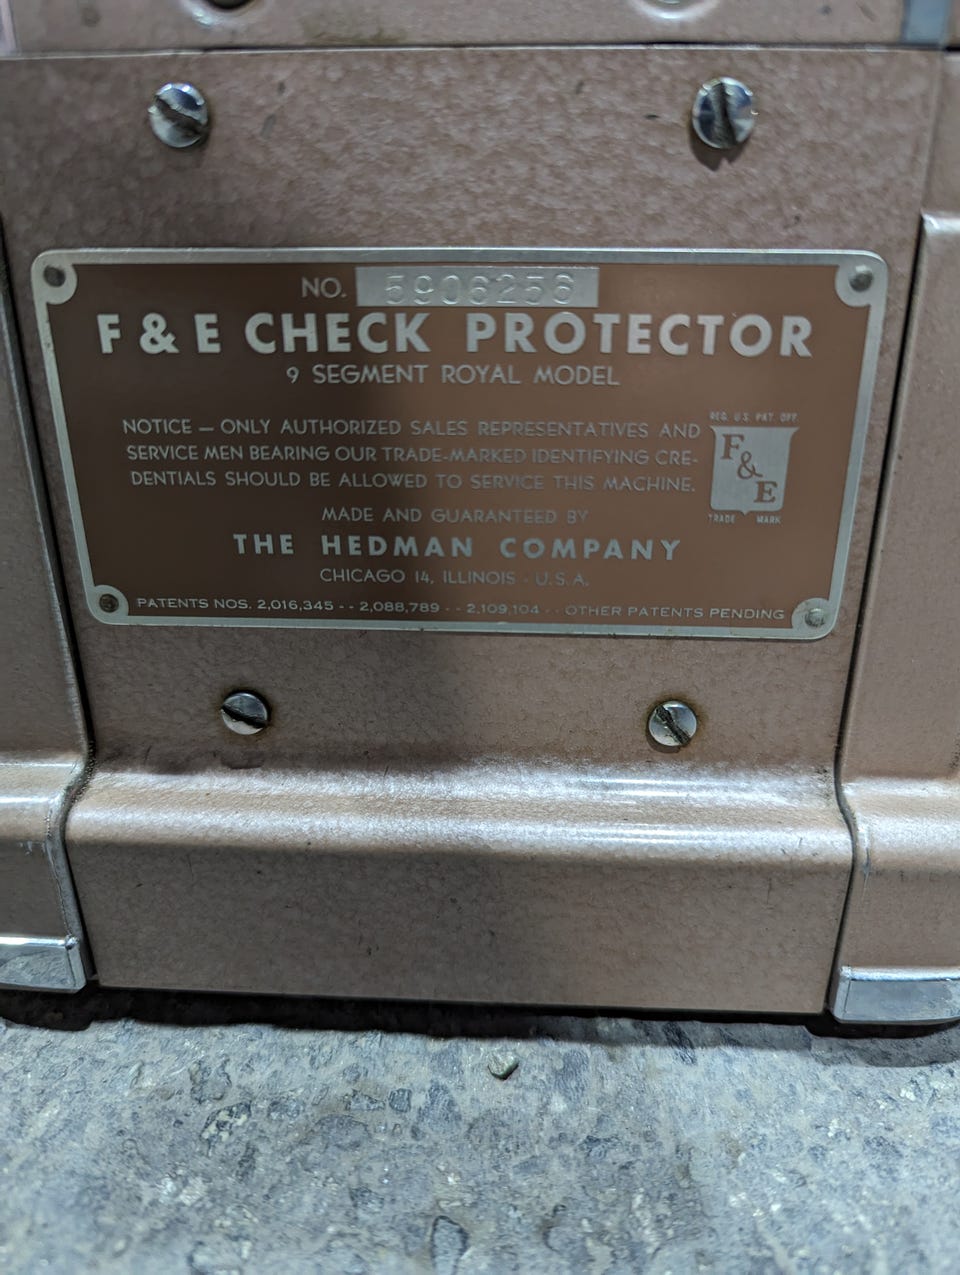 NO. 5906256
F & E CHECK PROTECTOR
9 SEGMENT ROYAL MODEL
NOTICE — ONLY AUTHORIZED SALES REPRESENTATIVES AND
SERVICE MEN BEARING OUR TRADE-MARKED IDENTIFYING CRE-
DENTIALS SHOULD BE ALLOWED TO SERVICE THIS MACHINE.
REG. U.S. PAT. OFF.
F & E
TRADE MARK
MADE AND GUARANTEED BY
THE HEDMAN COMPANY
CHICAGO 14, ILLINOIS - U.S.A.
PATENTS NOS. 2,016,345 - - 2,088,789 - - 2,109,104 - - OTHER PATENTS PENDING